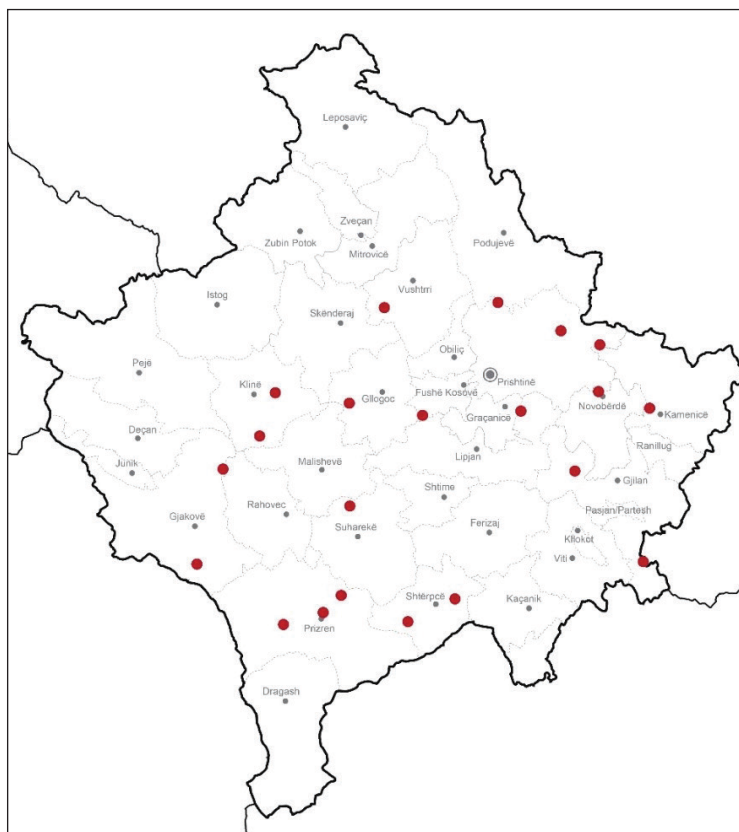 Leposaviç
Zveçan
Zubin Potok
Mitrovicë
Podujevë
Vushtrri
Istog
Skënderaj
Obiliç
Pejë
Prishtinë
Klinë
Gllogoc
Fushë Kosovë
Novobërdë
Graçanicë
Kamenicë
Deçan
Ranillug
Lipjan
Junik
Malishevë
Gjilan
Shtime
Rahovec
Pasjan/Partesh
Gjakovë
Suharekë
Ferizaj
Kllokot
Viti
Shtërpcë
Kaçanik
Prizren
Dragash